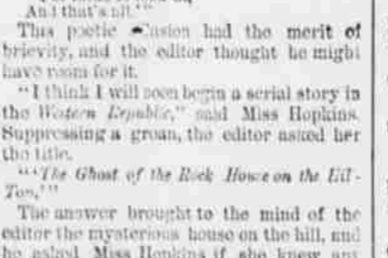 And that's all.'"
This poetic effusion had the merit of
brevity, and the editor thought he might
have room for it.
"I think I will soon begin a serial story in
the Western Republic," said Miss Hopkins.
Suppressing a groan, the editor asked her
the title.
"'The Ghost of the Rock House on the Hill-
Top,'"
The answer brought to the mind of the
editor the mysterious house on the hill, and
he asked Miss Hopkins if she knew any